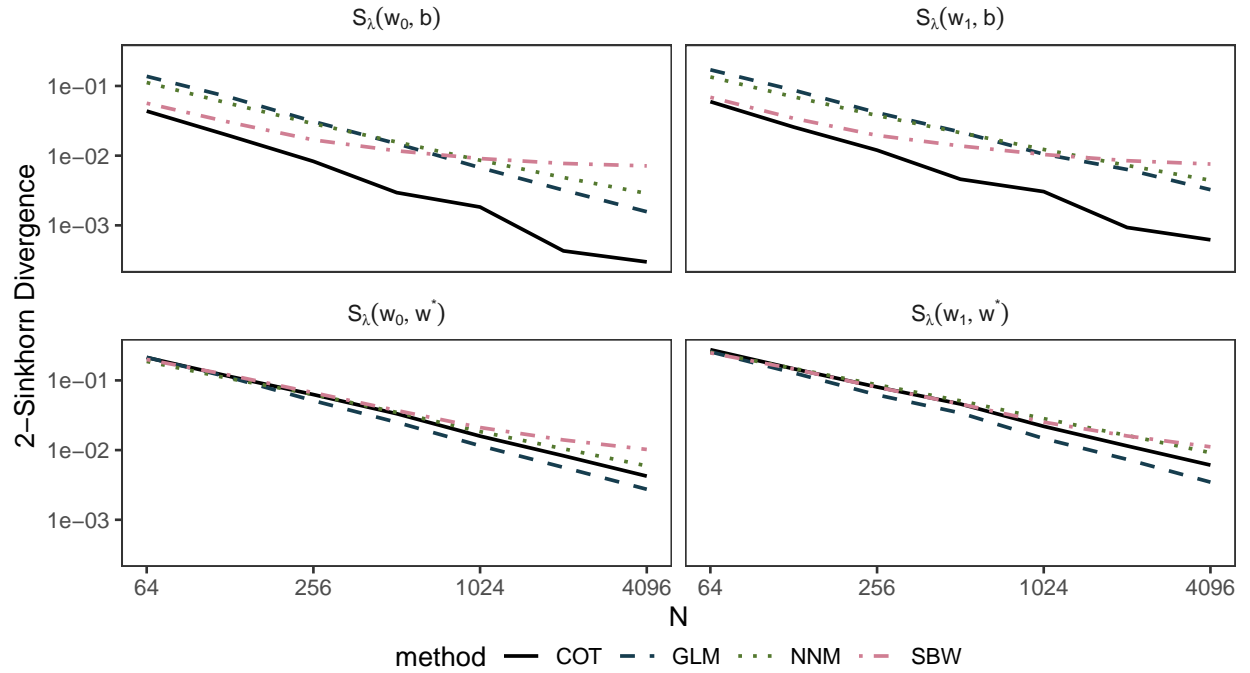 Sλ(w0, b) Sλ(w1, b)
1e−01
1e−02
1e−03
2−Sinkhorn Divergence
Sλ(w0, w*) Sλ(w1, w*)
1e−01
1e−02
1e−03
64 256 1024 4096 64 256 1024 4096
N
method COT GLM NNM SBW